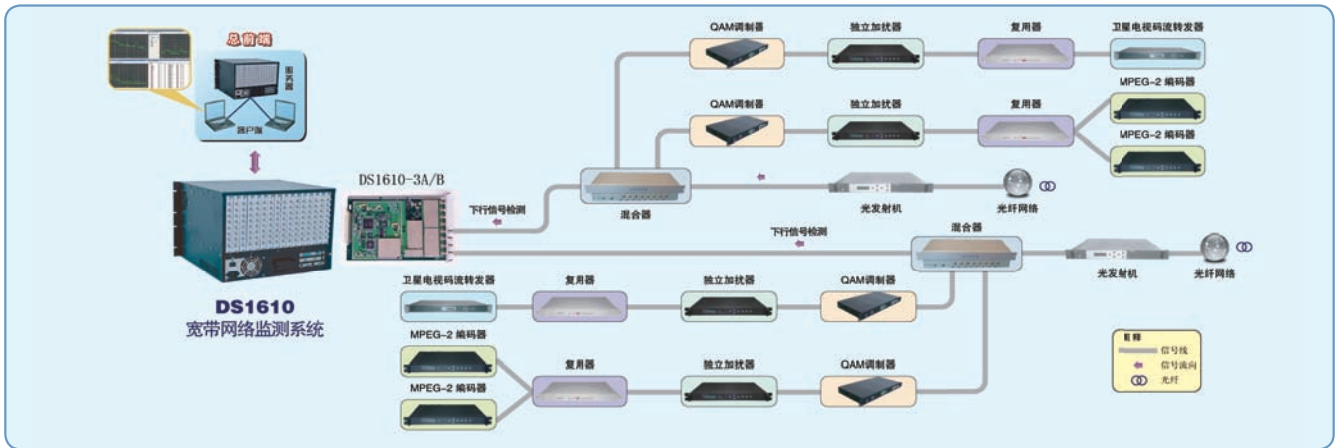 总前端
服务器
客户端
DS1610
宽带网络监测系统
DS1610-3A/B
QAM调制器
独立加扰器
复用器
卫星电视码流转发器
QAM调制器
独立加扰器
复用器
MPEG-2 编码器
MPEG-2 编码器
下行信号检测
混合器
光发射机
光纤网络
下行信号检测
混合器
光发射机
光纤网络
卫星电视码流转发器
复用器
独立加扰器
QAM调制器
MPEG-2 编码器
MPEG-2 编码器
复用器
独立加扰器
QAM调制器
信号线
信号流向
光纤